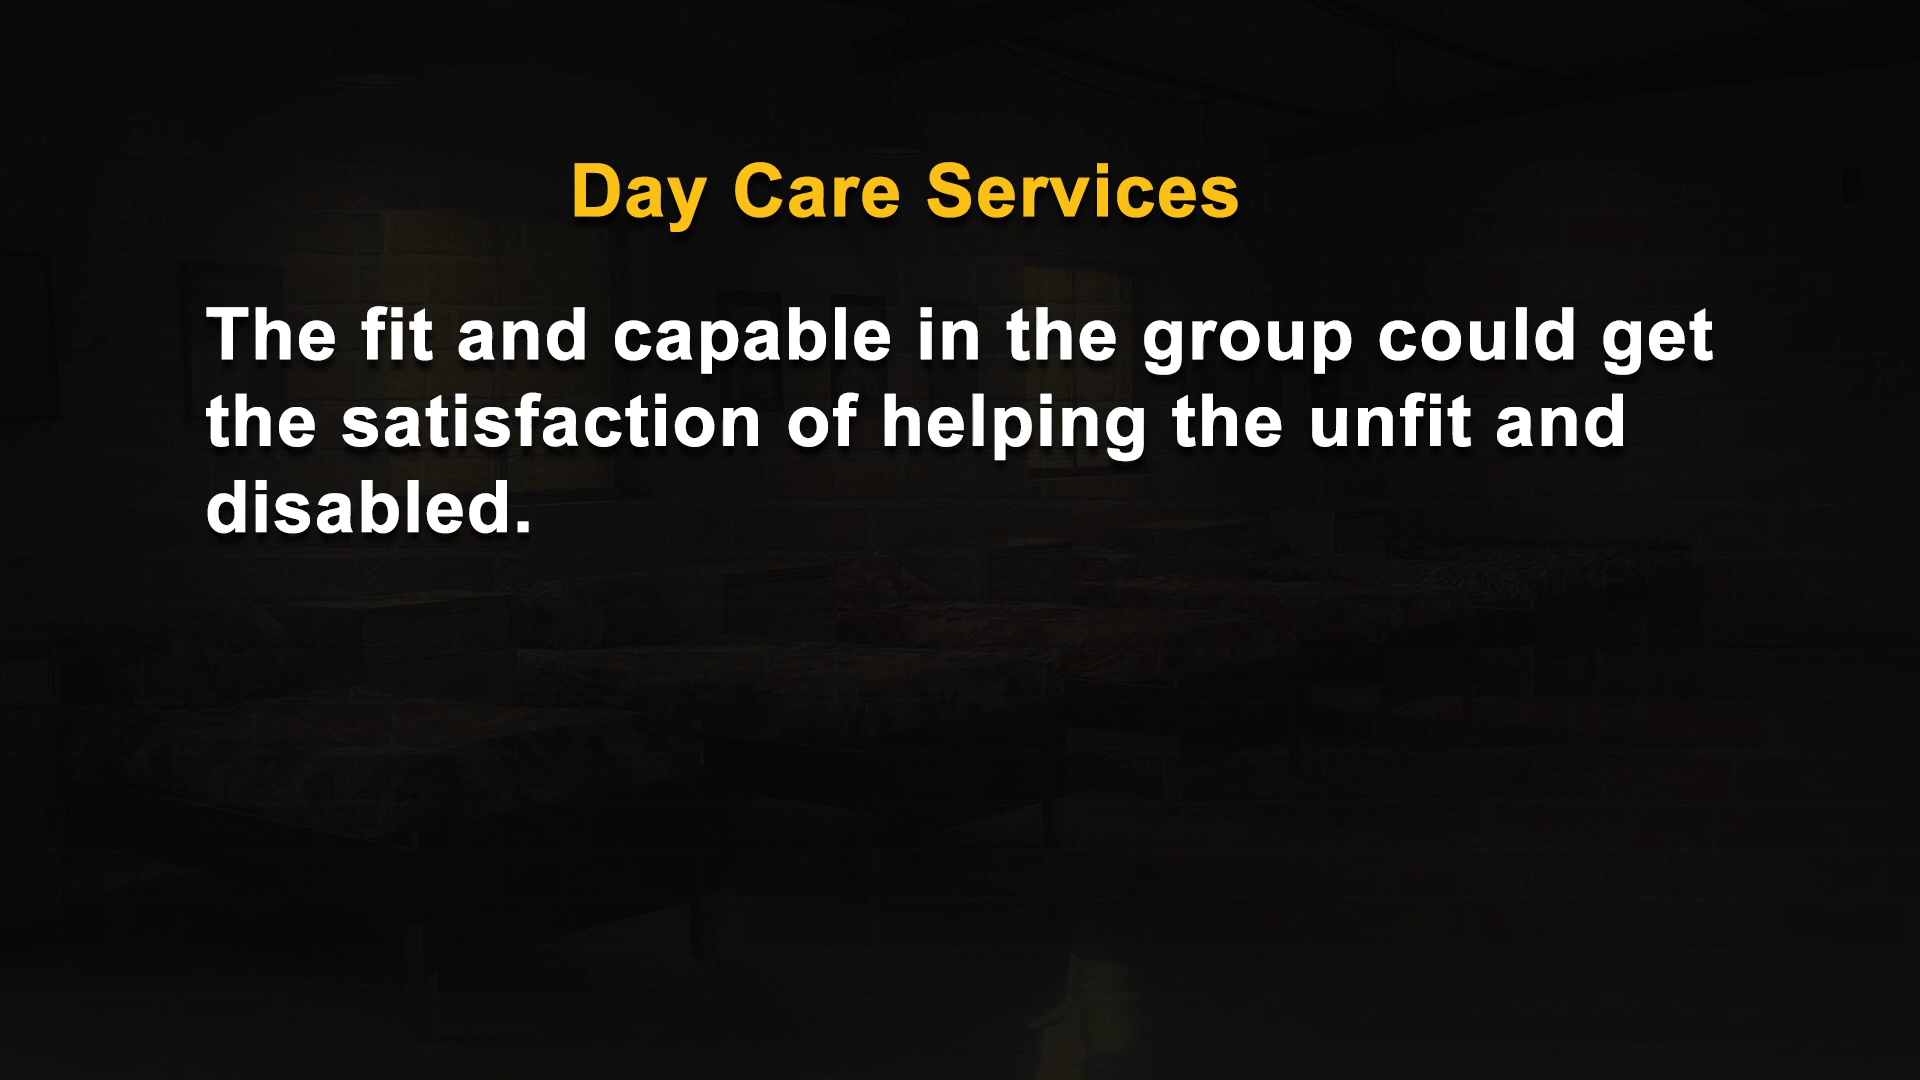 Day Care Services
The fit and capable in the group could get
the satisfaction of helping the unfit and
disabled.